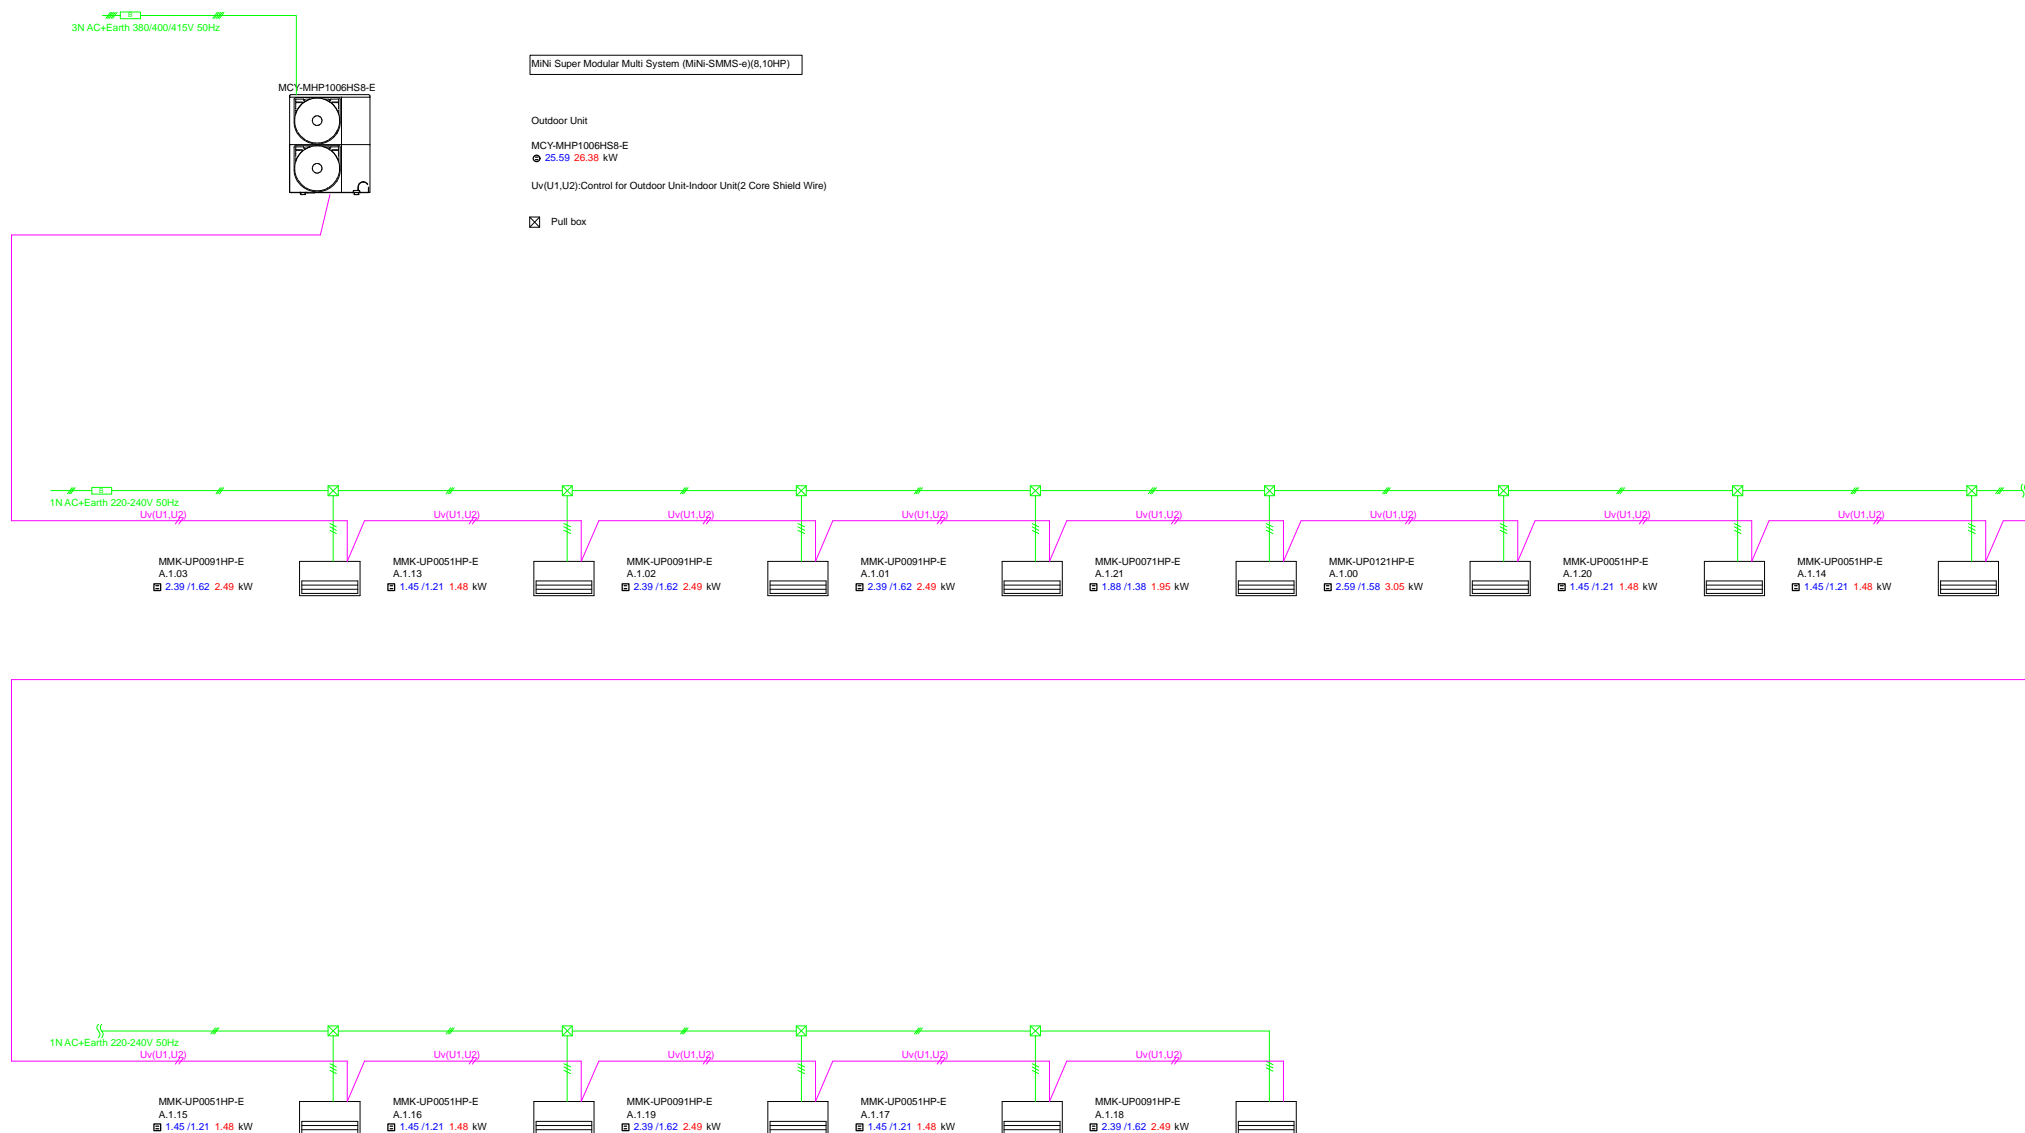 3N AC+Earth 380/400/415V 50Hz
MiNi Super Modular Multi System (MiNi-SMMS-e)(8,10HP)
MCY-MHP1006HS8-E
Outdoor Unit
MCY-MHP1006HS8-E
25.59 26.38 kW
Uv(U1,U2):Control for Outdoor Unit-Indoor Unit(2 Core Shield Wire)
Pull box
1N AC+Earth 220-240V 50Hz
Uv(U1,U2)
Uv(U1,U2)
Uv(U1,U2)
Uv(U1,U2)
Uv(U1,U2)
Uv(U1,U2)
Uv(U1,U2)
Uv(U1,U2)
MMK-UP0091HP-E
A.1.03
2.39 /1.62 2.49 kW
MMK-UP0051HP-E
A.1.13
1.45 /1.21 1.48 kW
MMK-UP0091HP-E
A.1.02
2.39 /1.62 2.49 kW
MMK-UP0091HP-E
A.1.01
2.39 /1.62 2.49 kW
MMK-UP0071HP-E
A.1.21
1.88 /1.38 1.95 kW
MMK-UP0121HP-E
A.1.00
2.59 /1.58 3.05 kW
MMK-UP0051HP-E
A.1.20
1.45 /1.21 1.48 kW
MMK-UP0051HP-E
A.1.14
1.45 /1.21 1.48 kW
1N AC+Earth 220-240V 50Hz
Uv(U1,U2)
Uv(U1,U2)
Uv(U1,U2)
Uv(U1,U2)
Uv(U1,U2)
MMK-UP0051HP-E
A.1.15
1.45 /1.21 1.48 kW
MMK-UP0051HP-E
A.1.16
1.45 /1.21 1.48 kW
MMK-UP0091HP-E
A.1.19
2.39 /1.62 2.49 kW
MMK-UP0051HP-E
A.1.17
1.45 /1.21 1.48 kW
MMK-UP0091HP-E
A.1.18
2.39 /1.62 2.49 kW